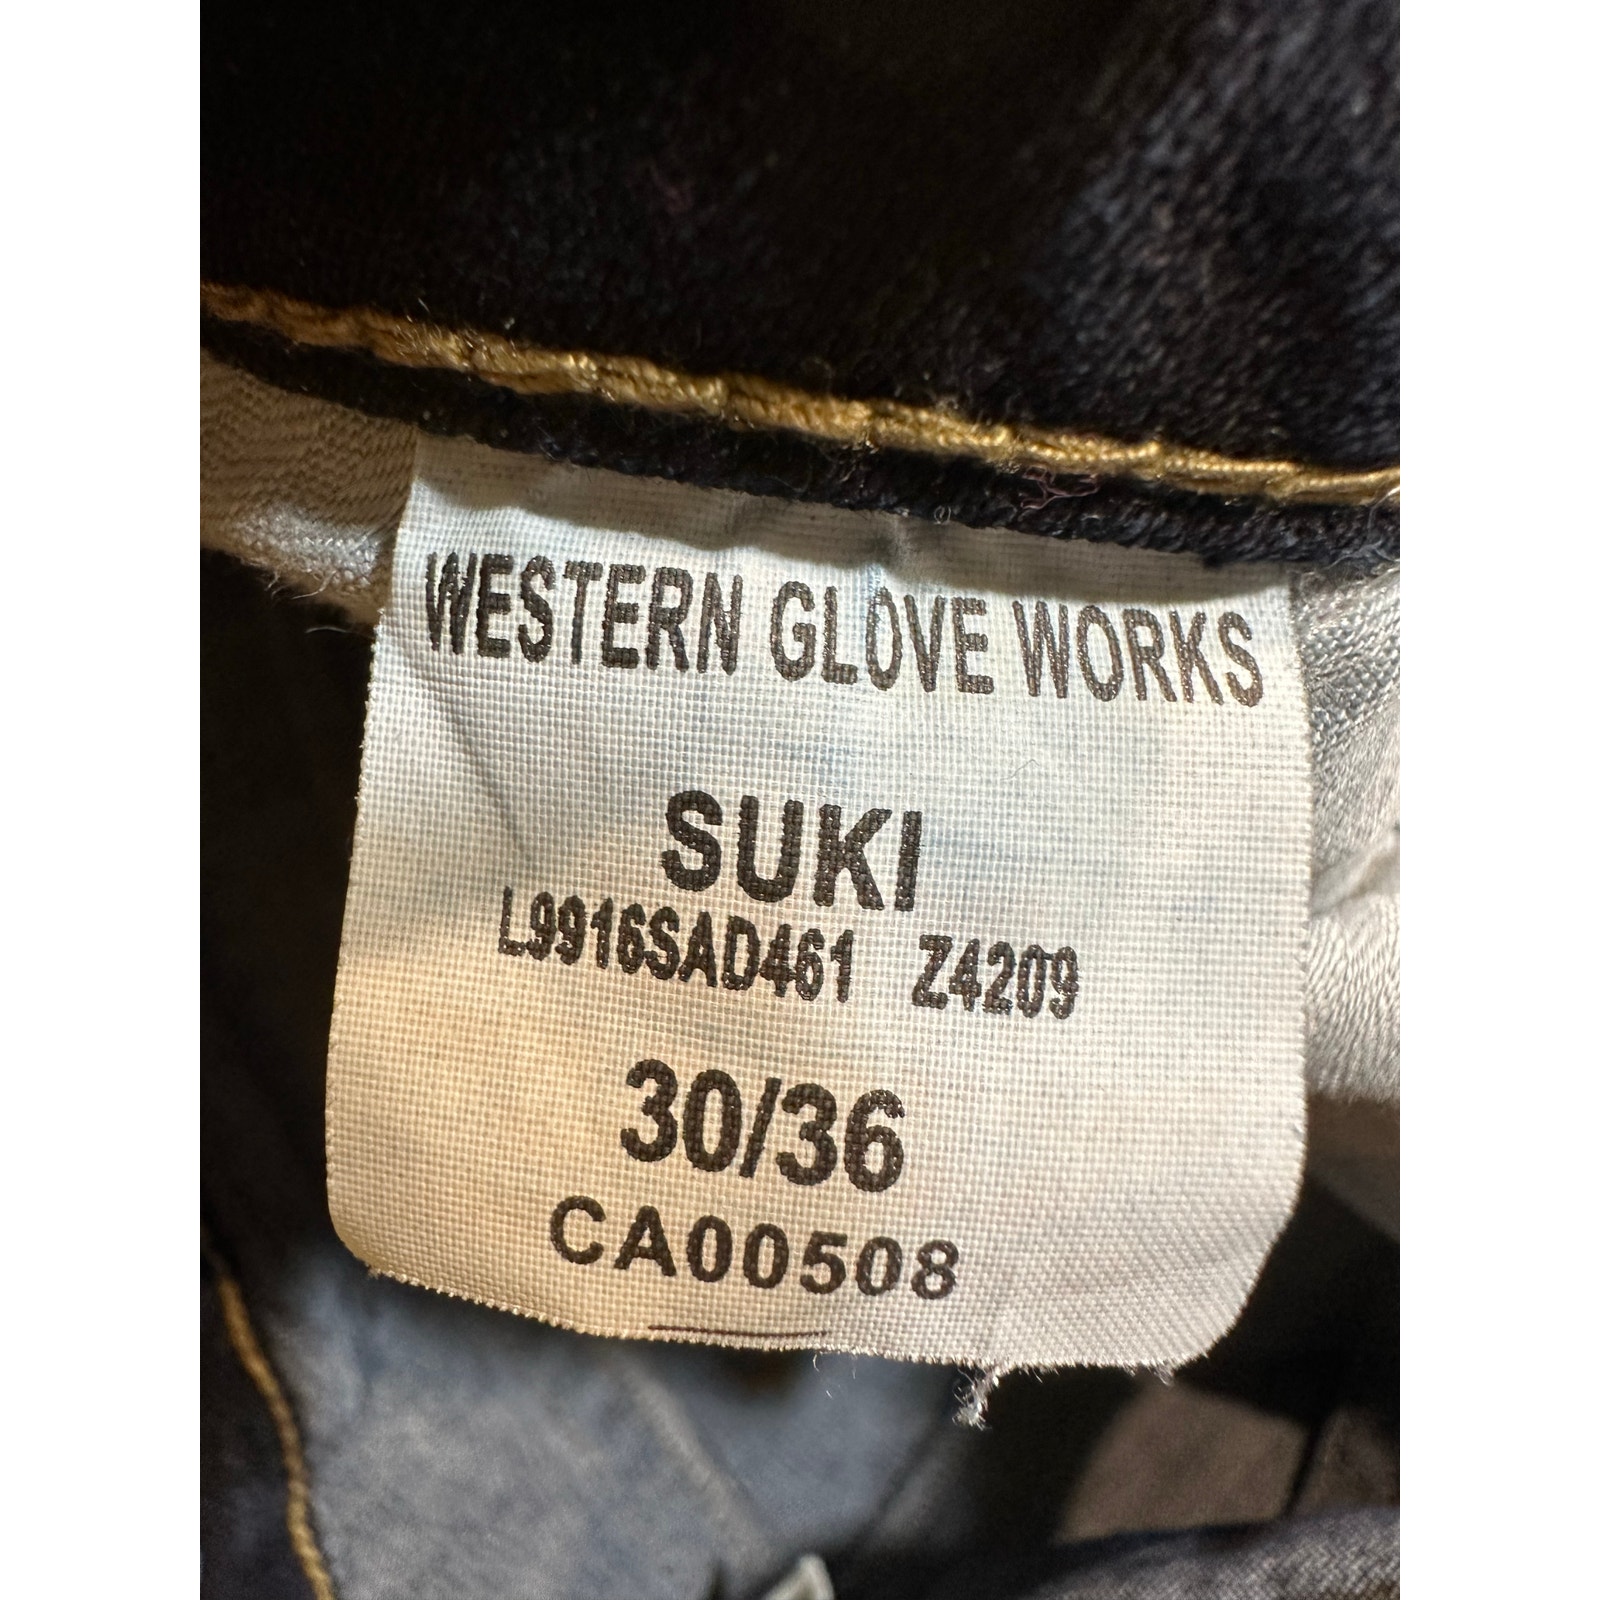 WESTERN GLOVE WORKS
SUKI
L9916SAD461 Z4209
30/36
CA00508